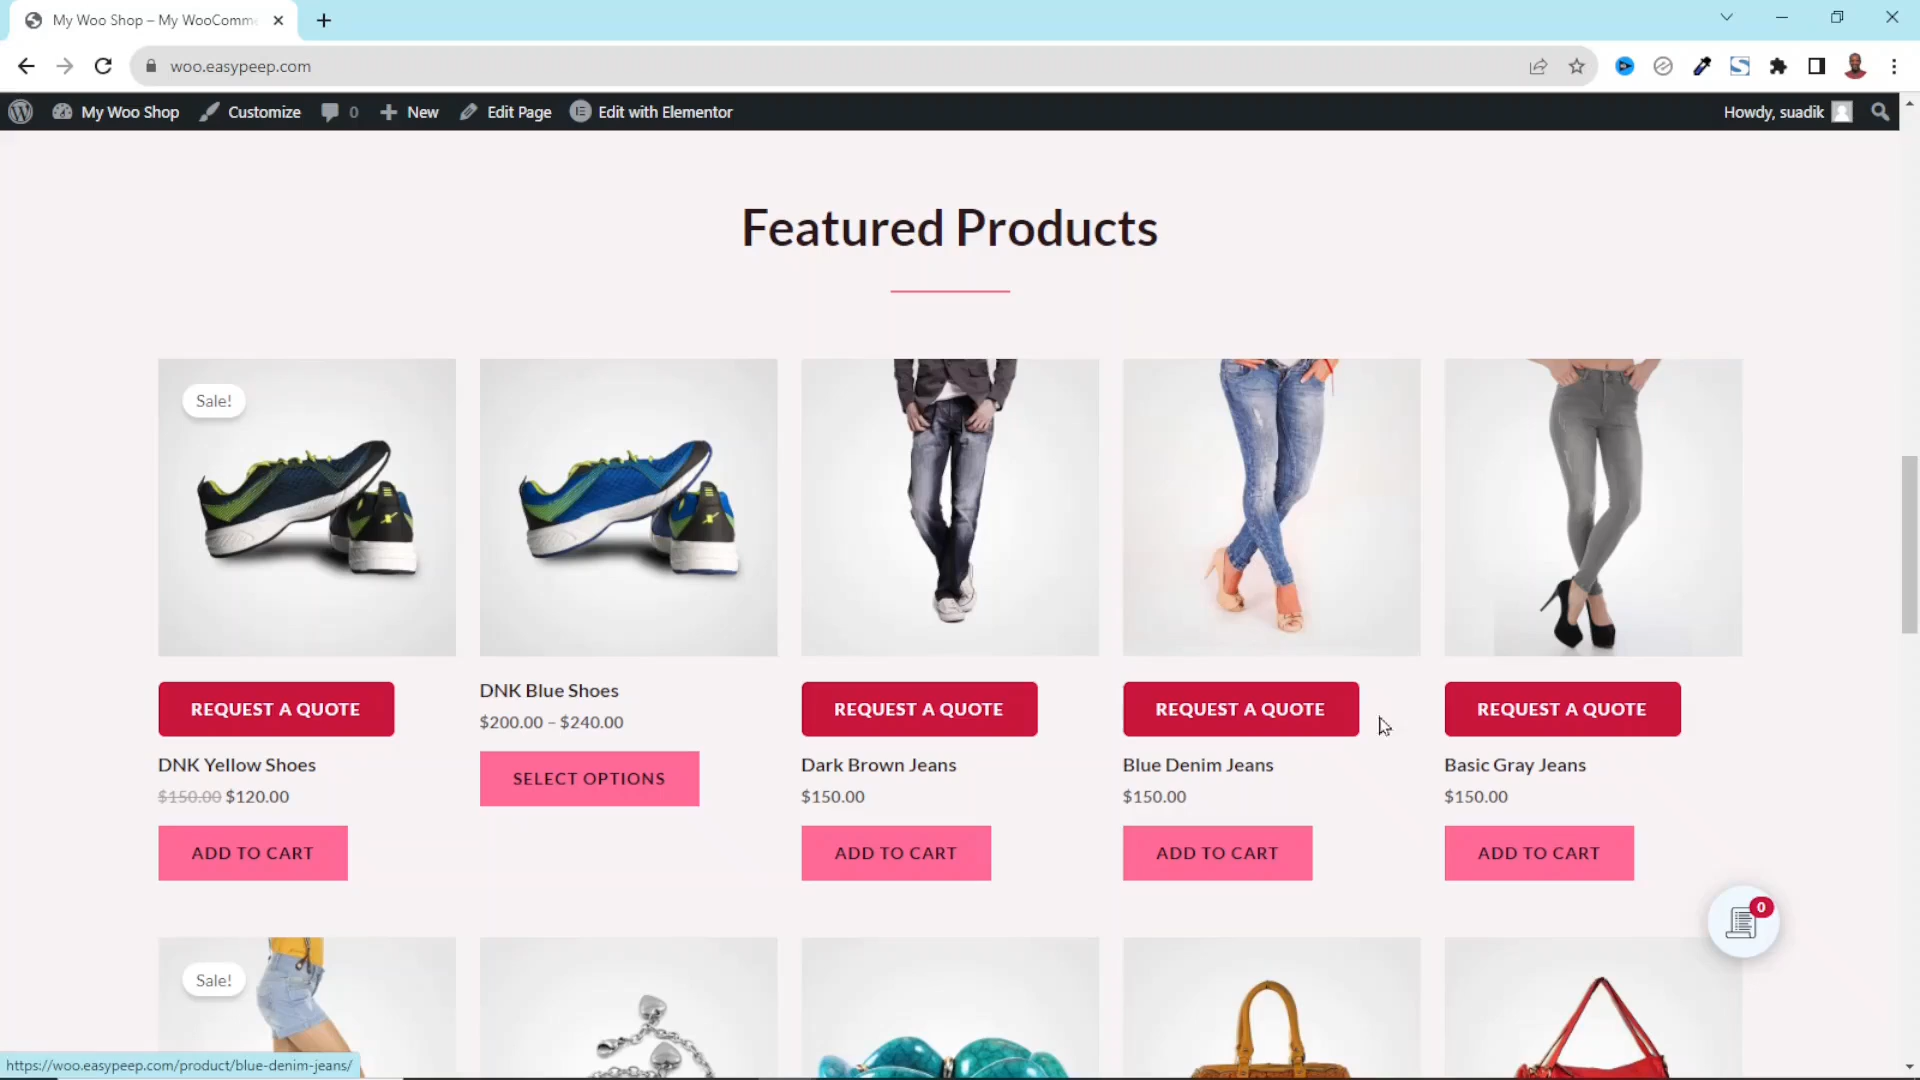 My Woo Shop – My WooComme
woo.easypeep.com
My Woo Shop
Customize
0
New
Edit Page
Edit with Elementor
Howdy, suadik
Featured Products
Sale!
REQUEST A QUOTE
DNK Yellow Shoes
$150.00 $120.00
ADD TO CART
DNK Blue Shoes
$200.00 – $240.00
SELECT OPTIONS
REQUEST A QUOTE
Dark Brown Jeans
$150.00
ADD TO CART
REQUEST A QUOTE
Blue Denim Jeans
$150.00
ADD TO CART
REQUEST A QUOTE
Basic Gray Jeans
$150.00
ADD TO CART
0
Sale!
https://woo.easypeep.com/product/blue-denim-jeans/